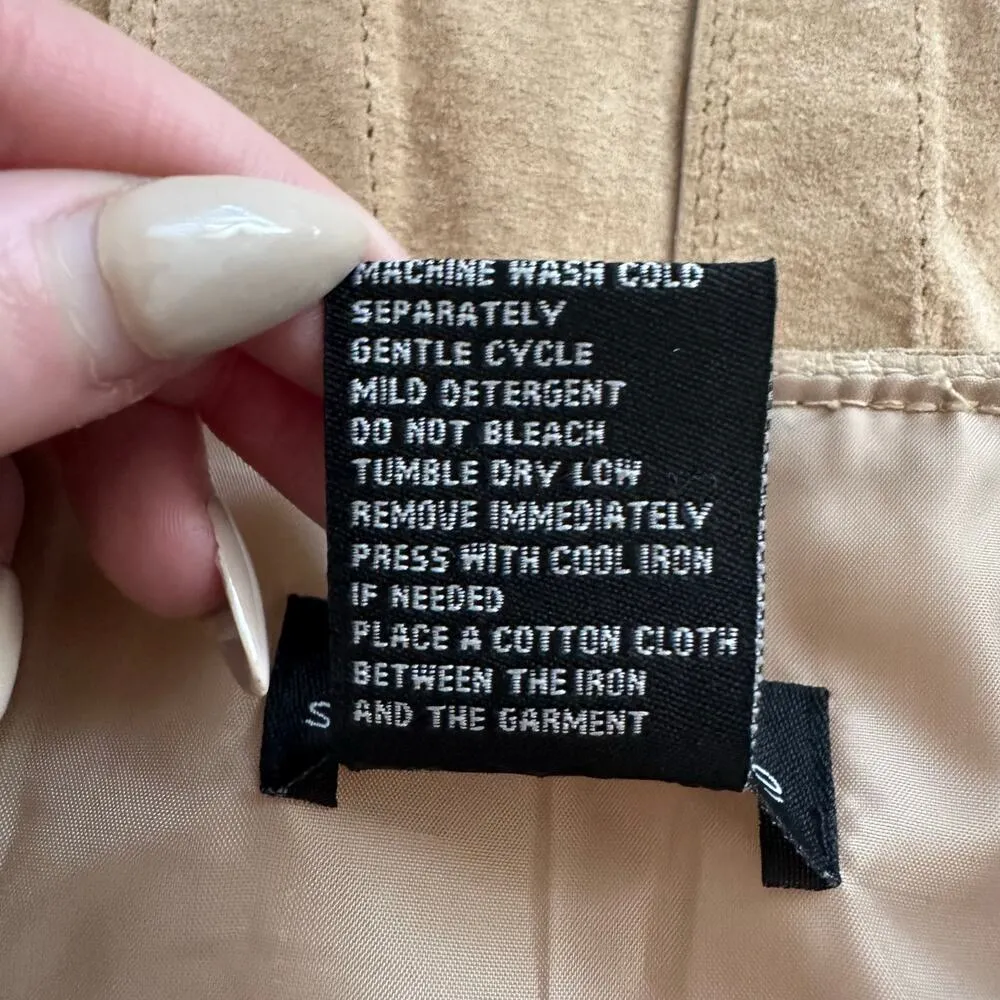 MACHINE WASH COLD
SEPARATELY
GENTLE CYCLE
MILD DETERGENT
DO NOT BLEACH
TUMBLE DRY LOW
REMOVE IMMEDIATELY
PRESS WITH COOL IRON
IF NEEDED
PLACE A COTTON CLOTH
BETWEEN THE IRON
AND THE GARMENT
s
e